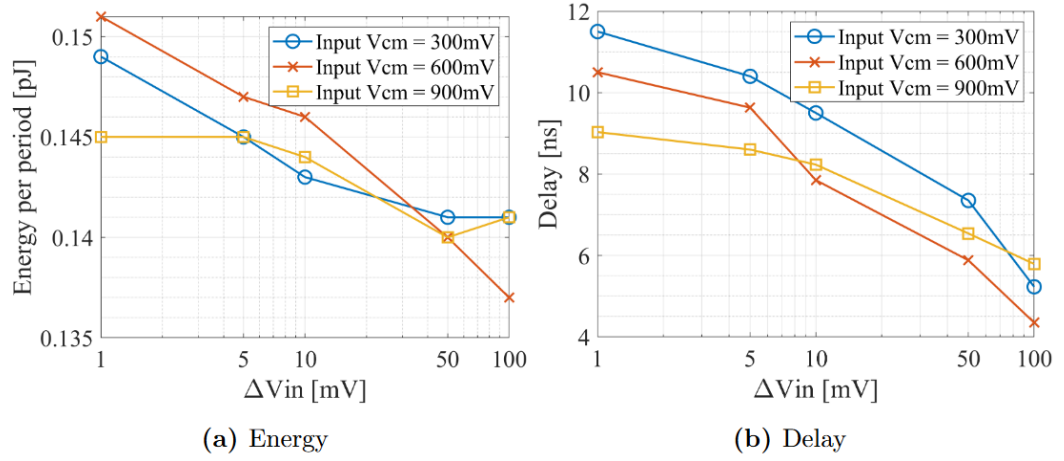 0.15
0.145
0.14
0.135
Energy per period [pJ]
Input Vcm = 300mV
Input Vcm = 600mV
Input Vcm = 900mV
1 5 10 50 100
ΔVin [mV]
(a) Energy
12
10
8
6
4
Delay [ns]
Input Vcm = 300mV
Input Vcm = 600mV
Input Vcm = 900mV
1 5 10 50 100
ΔVin [mV]
(b) Delay